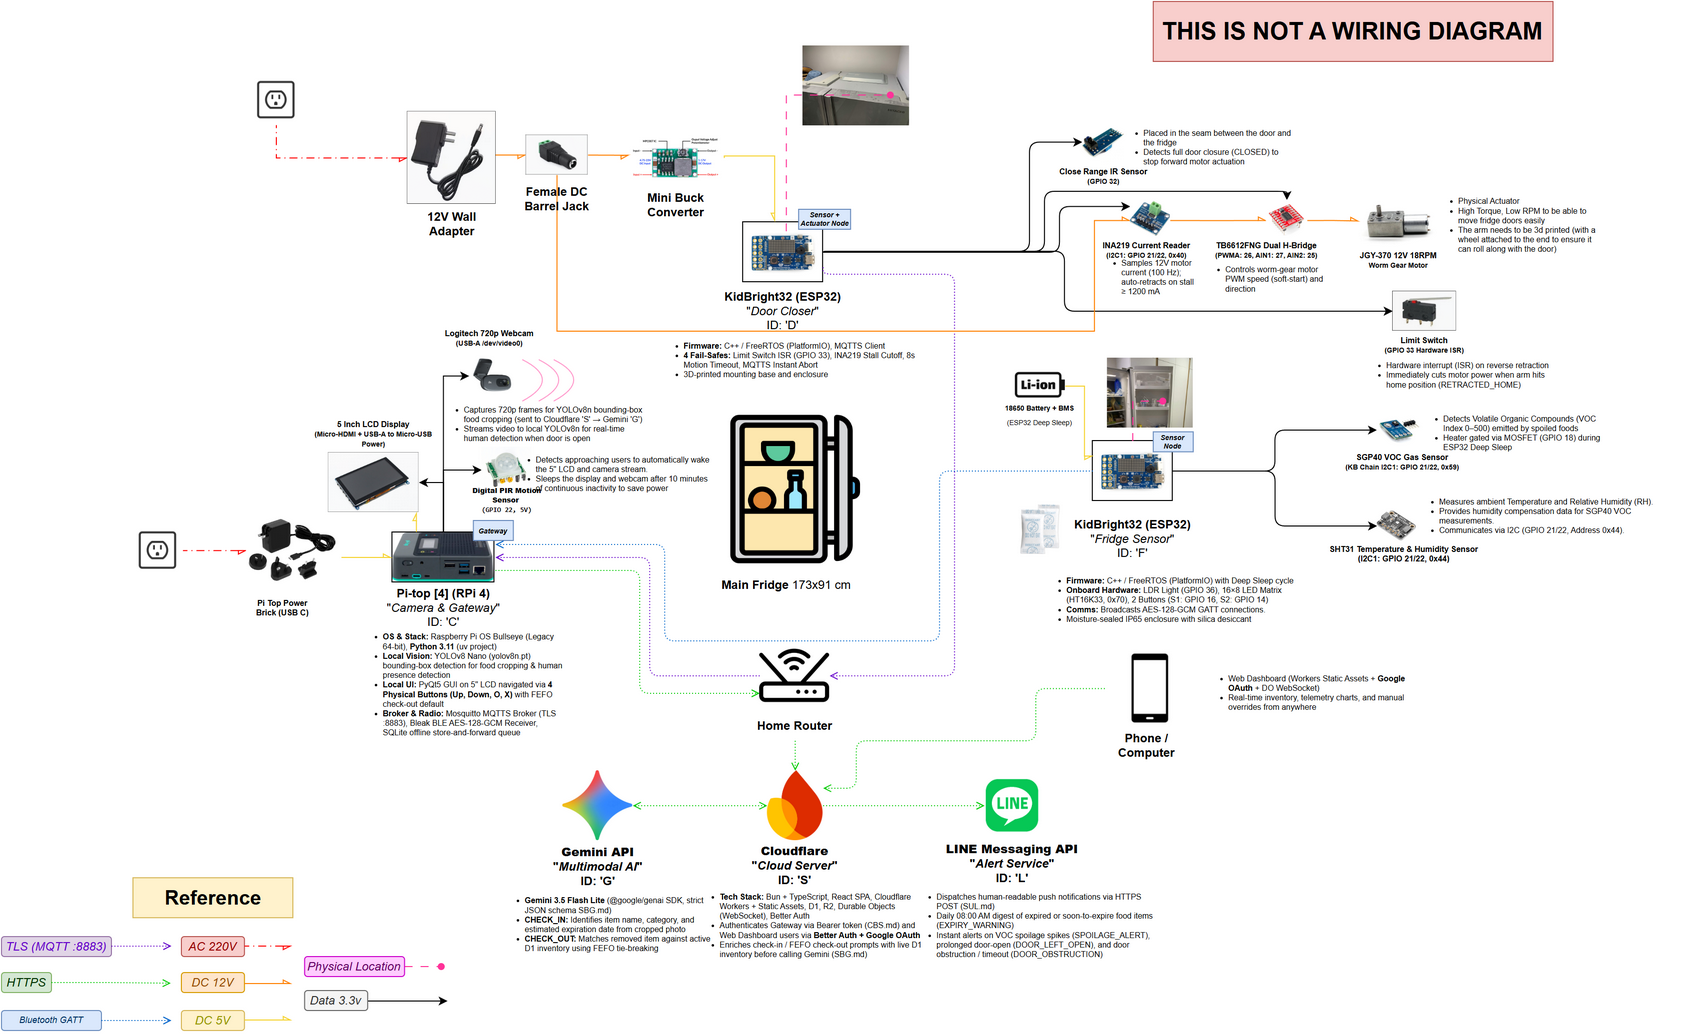 THIS IS NOT A WIRING DIAGRAM
12V Wall
Adapter
Female DC
Barrel Jack
Mini Buck
Converter
Sensor +
Actuator Node
KidBright32 (ESP32)
"Door Closer"
ID: 'D'
• Firmware: C++ / FreeRTOS (PlatformIO), MQTTS Client
• 4 Fail-Safes: Limit Switch ISR (GPIO 33), INA219 Stall Cutoff, 8s
Motion Timeout, MQTTS Instant Abort
• 3D-printed mounting base and enclosure
Close Range IR Sensor
(GPIO 32)
• Placed in the seam between the door and
the fridge
• Detects full door closure (CLOSED) to
stop forward motor actuation
INA219 Current Reader
(I2C1: GPIO 21/22, 0x40)
• Samples 12V motor
current (100 Hz);
auto-retracts on stall
≥ 1200 mA
TB6612FNG Dual H-Bridge
(PWMA: 26, AIN1: 27, AIN2: 25)
• Controls worm-gear motor
PWM speed (soft-start) and
direction
JGY-370 12V 18RPM
Worm Gear Motor
• Physical Actuator
• High Torque, Low RPM to be able to
move fridge doors easily
• The arm needs to be 3d printed (with a
wheel attached to the end to ensure it
can roll along with the door)
Limit Switch
(GPIO 33 Hardware ISR)
• Hardware interrupt (ISR) on reverse retraction
• Immediately cuts motor power when arm hits
home position (RETRACTED_HOME)
Logitech 720p Webcam
(USB-A /dev/video0)
• Captures 720p frames for YOLOv8n bounding-box
food cropping (sent to Cloudflare 'S' → Gemini 'G')
• Streams video to local YOLOv8n for real-time
human detection when door is open
5 Inch LCD Display
(Micro-HDMI + USB-A to Micro-USB
Power)
Digital PIR Motion
Sensor
(GPIO 22, 5V)
• Detects approaching users to automatically wake
the 5" LCD and camera stream.
• Sleeps the display and webcam after 10 minutes
of continuous inactivity to save power
Pi Top Power
Brick (USB C)
Gateway
Pi-top [4] (RPi 4)
"Camera & Gateway"
ID: 'C'
• OS & Stack: Raspberry Pi OS Bullseye (Legacy
64-bit), Python 3.11 (uv project)
• Local Vision: YOLOv8 Nano (yolov8n.pt)
bounding-box detection for food cropping & human
presence detection
• Local UI: PyQt5 GUI on 5" LCD navigated via 4
Physical Buttons (Up, Down, O, X) with FEFO
check-out default
• Broker & Radio: Mosquitto MQTTS Broker (TLS
:8883), Bleak BLE AES-128-GCM Receiver,
SQLite offline store-and-forward queue
Main Fridge 173x91 cm
Li-ion
18650 Battery + BMS
(ESP32 Deep Sleep)
Sensor
Node
KidBright32 (ESP32)
"Fridge Sensor"
ID: 'F'
• Firmware: C++ / FreeRTOS (PlatformIO) with Deep Sleep cycle
• Onboard Hardware: LDR Light (GPIO 36), 16×8 LED Matrix
(HT16K33, 0x70), 2 Buttons (S1: GPIO 16, S2: GPIO 14)
• Comms: Broadcasts AES-128-GCM GATT connections.
• Moisture-sealed IP65 enclosure with silica desiccant
SGP40 VOC Gas Sensor
(KB Chain I2C1: GPIO 21/22, 0x59)
• Detects Volatile Organic Compounds (VOC
Index 0–500) emitted by spoiled foods
• Heater gated via MOSFET (GPIO 18) during
ESP32 Deep Sleep
SHT31 Temperature & Humidity Sensor
(I2C1: GPIO 21/22, 0x44)
• Measures ambient Temperature and Relative Humidity (RH).
• Provides humidity compensation data for SGP40 VOC
measurements.
• Communicates via I2C (GPIO 21/22, Address 0x44).
Home Router
Phone /
Computer
• Web Dashboard (Workers Static Assets + Google
OAuth + DO WebSocket)
• Real-time inventory, telemetry charts, and manual
overrides from anywhere
Gemini API
"Multimodal AI"
ID: 'G'
• Gemini 3.5 Flash Lite (@google/genai SDK, strict
JSON schema SBG.md)
• CHECK_IN: Identifies item name, category, and
estimated expiration date from cropped photo
• CHECK_OUT: Matches removed item against active
D1 inventory using FEFO tie-breaking
Cloudflare
"Cloud Server"
ID: 'S'
• Tech Stack: Bun + TypeScript, React SPA, Cloudflare
Workers + Static Assets, D1, R2, Durable Objects
(WebSocket), Better Auth
• Authenticates Gateway via Bearer token (CBS.md) and
Web Dashboard users via Better Auth + Google OAuth
• Enriches check-in / FEFO check-out prompts with live D1
inventory before calling Gemini (SBG.md)
LINE
LINE Messaging API
"Alert Service"
ID: 'L'
• Dispatches human-readable push notifications via HTTPS
POST (SUL.md)
• Daily 08:00 AM digest of expired or soon-to-expire food items
(EXPIRY_WARNING)
• Instant alerts on VOC spoilage spikes (SPOILAGE_ALERT),
prolonged door-open (DOOR_LEFT_OPEN), and door
obstruction / timeout (DOOR_OBSTRUCTION)
Reference
TLS (MQTT :8883)
AC 220V
HTTPS
DC 12V
Bluetooth GATT
DC 5V
Physical Location
Data 3.3v